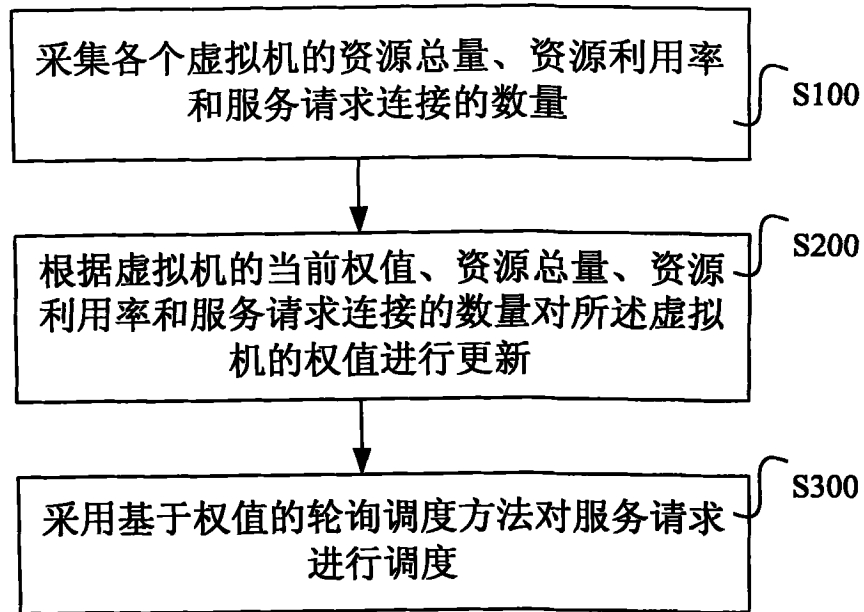 采集各个虚拟机的资源总量、资源利用率
和服务请求连接的数量
S100
根据虚拟机的当前权值、资源总量、资源
利用率和服务请求连接的数量对所述虚拟
机的权值进行更新
S200
采用基于权值的轮询调度方法对服务请求
进行调度
S300